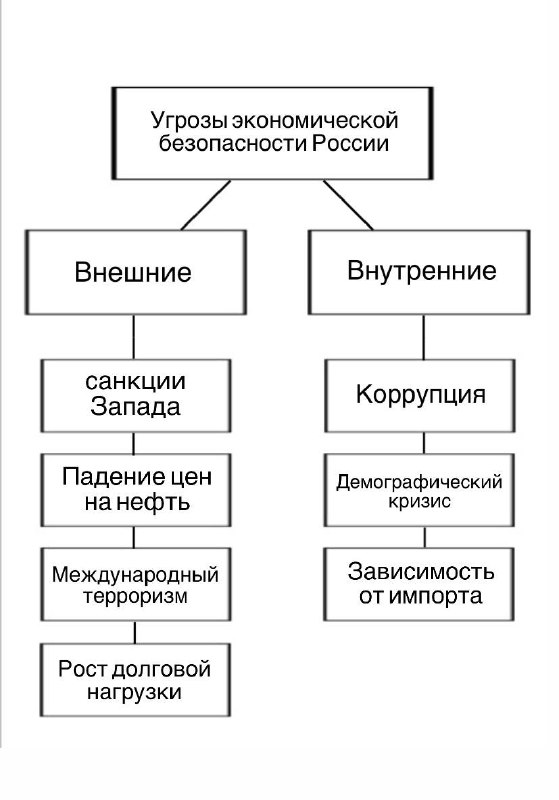 Угрозы экономической
безопасности России
Внешние
Внутренние
санкции
Запада
Коррупция
Падение цен
на нефть
Демографический
кризис
Международный
терроризм
Зависимость
от импорта
Рост долговой
нагрузки